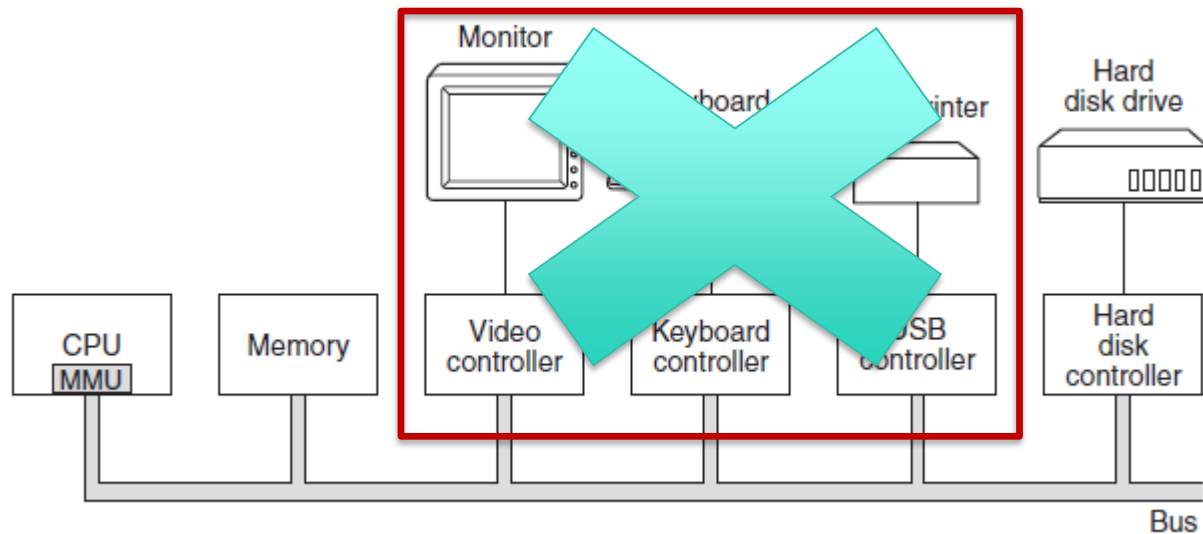 Monitor
Hard
disk drive
CPU
MMU
Memory
Video
controller
Keyboard
controller
controller
Hard
disk
controller
Bus